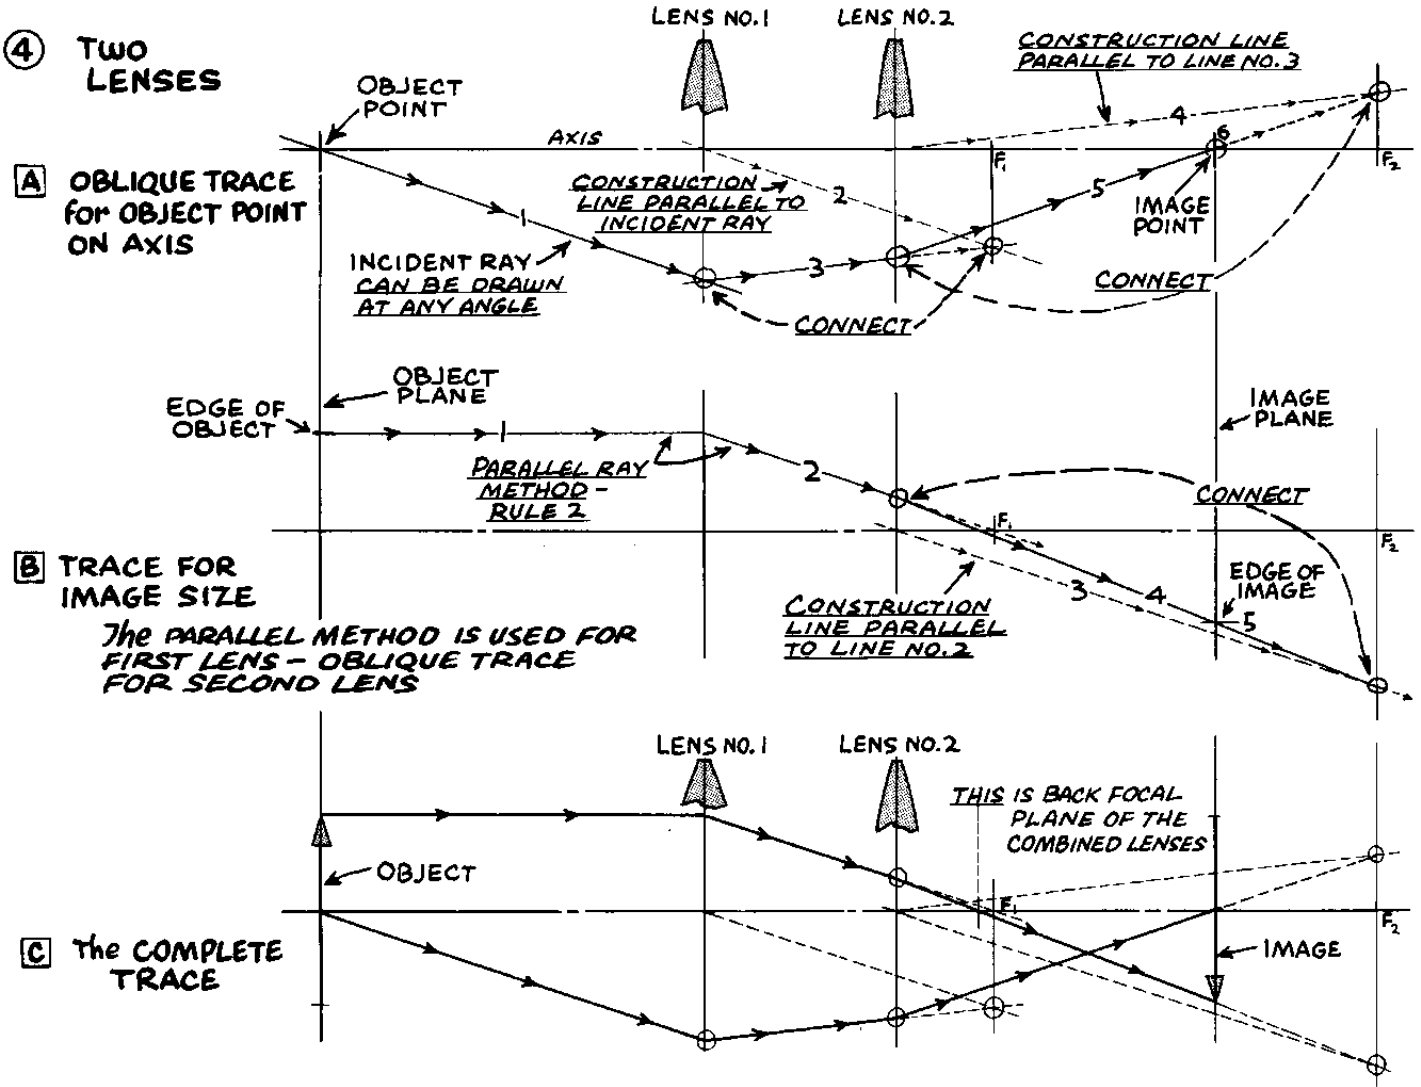 LENS NO.1
LENS NO.2
4
TWO
LENSES
OBJECT
POINT
CONSTRUCTION LINE
PARALLEL TO LINE NO.3
AXIS
4
6
F1
F2
A
OBLIQUE TRACE
for OBJECT POINT
ON AXIS
CONSTRUCTION
LINE PARALLEL TO
INCIDENT RAY
2
5
IMAGE
POINT
1
INCIDENT RAY
CAN BE DRAWN
AT ANY ANGLE
3
CONNECT
CONNECT
OBJECT
PLANE
EDGE OF
OBJECT
1
IMAGE
PLANE
PARALLEL RAY
METHOD -
RULE 2
2
CONNECT
F1
F2
B
TRACE FOR
IMAGE SIZE
The PARALLEL METHOD IS USED FOR
FIRST LENS - OBLIQUE TRACE
FOR SECOND LENS
CONSTRUCTION
LINE PARALLEL
TO LINE NO.2
3
4
EDGE OF
IMAGE
5
LENS NO.1
LENS NO.2
THIS IS BACK FOCAL
PLANE OF THE
COMBINED LENSES
OBJECT
F1
F2
C
The COMPLETE
TRACE
IMAGE